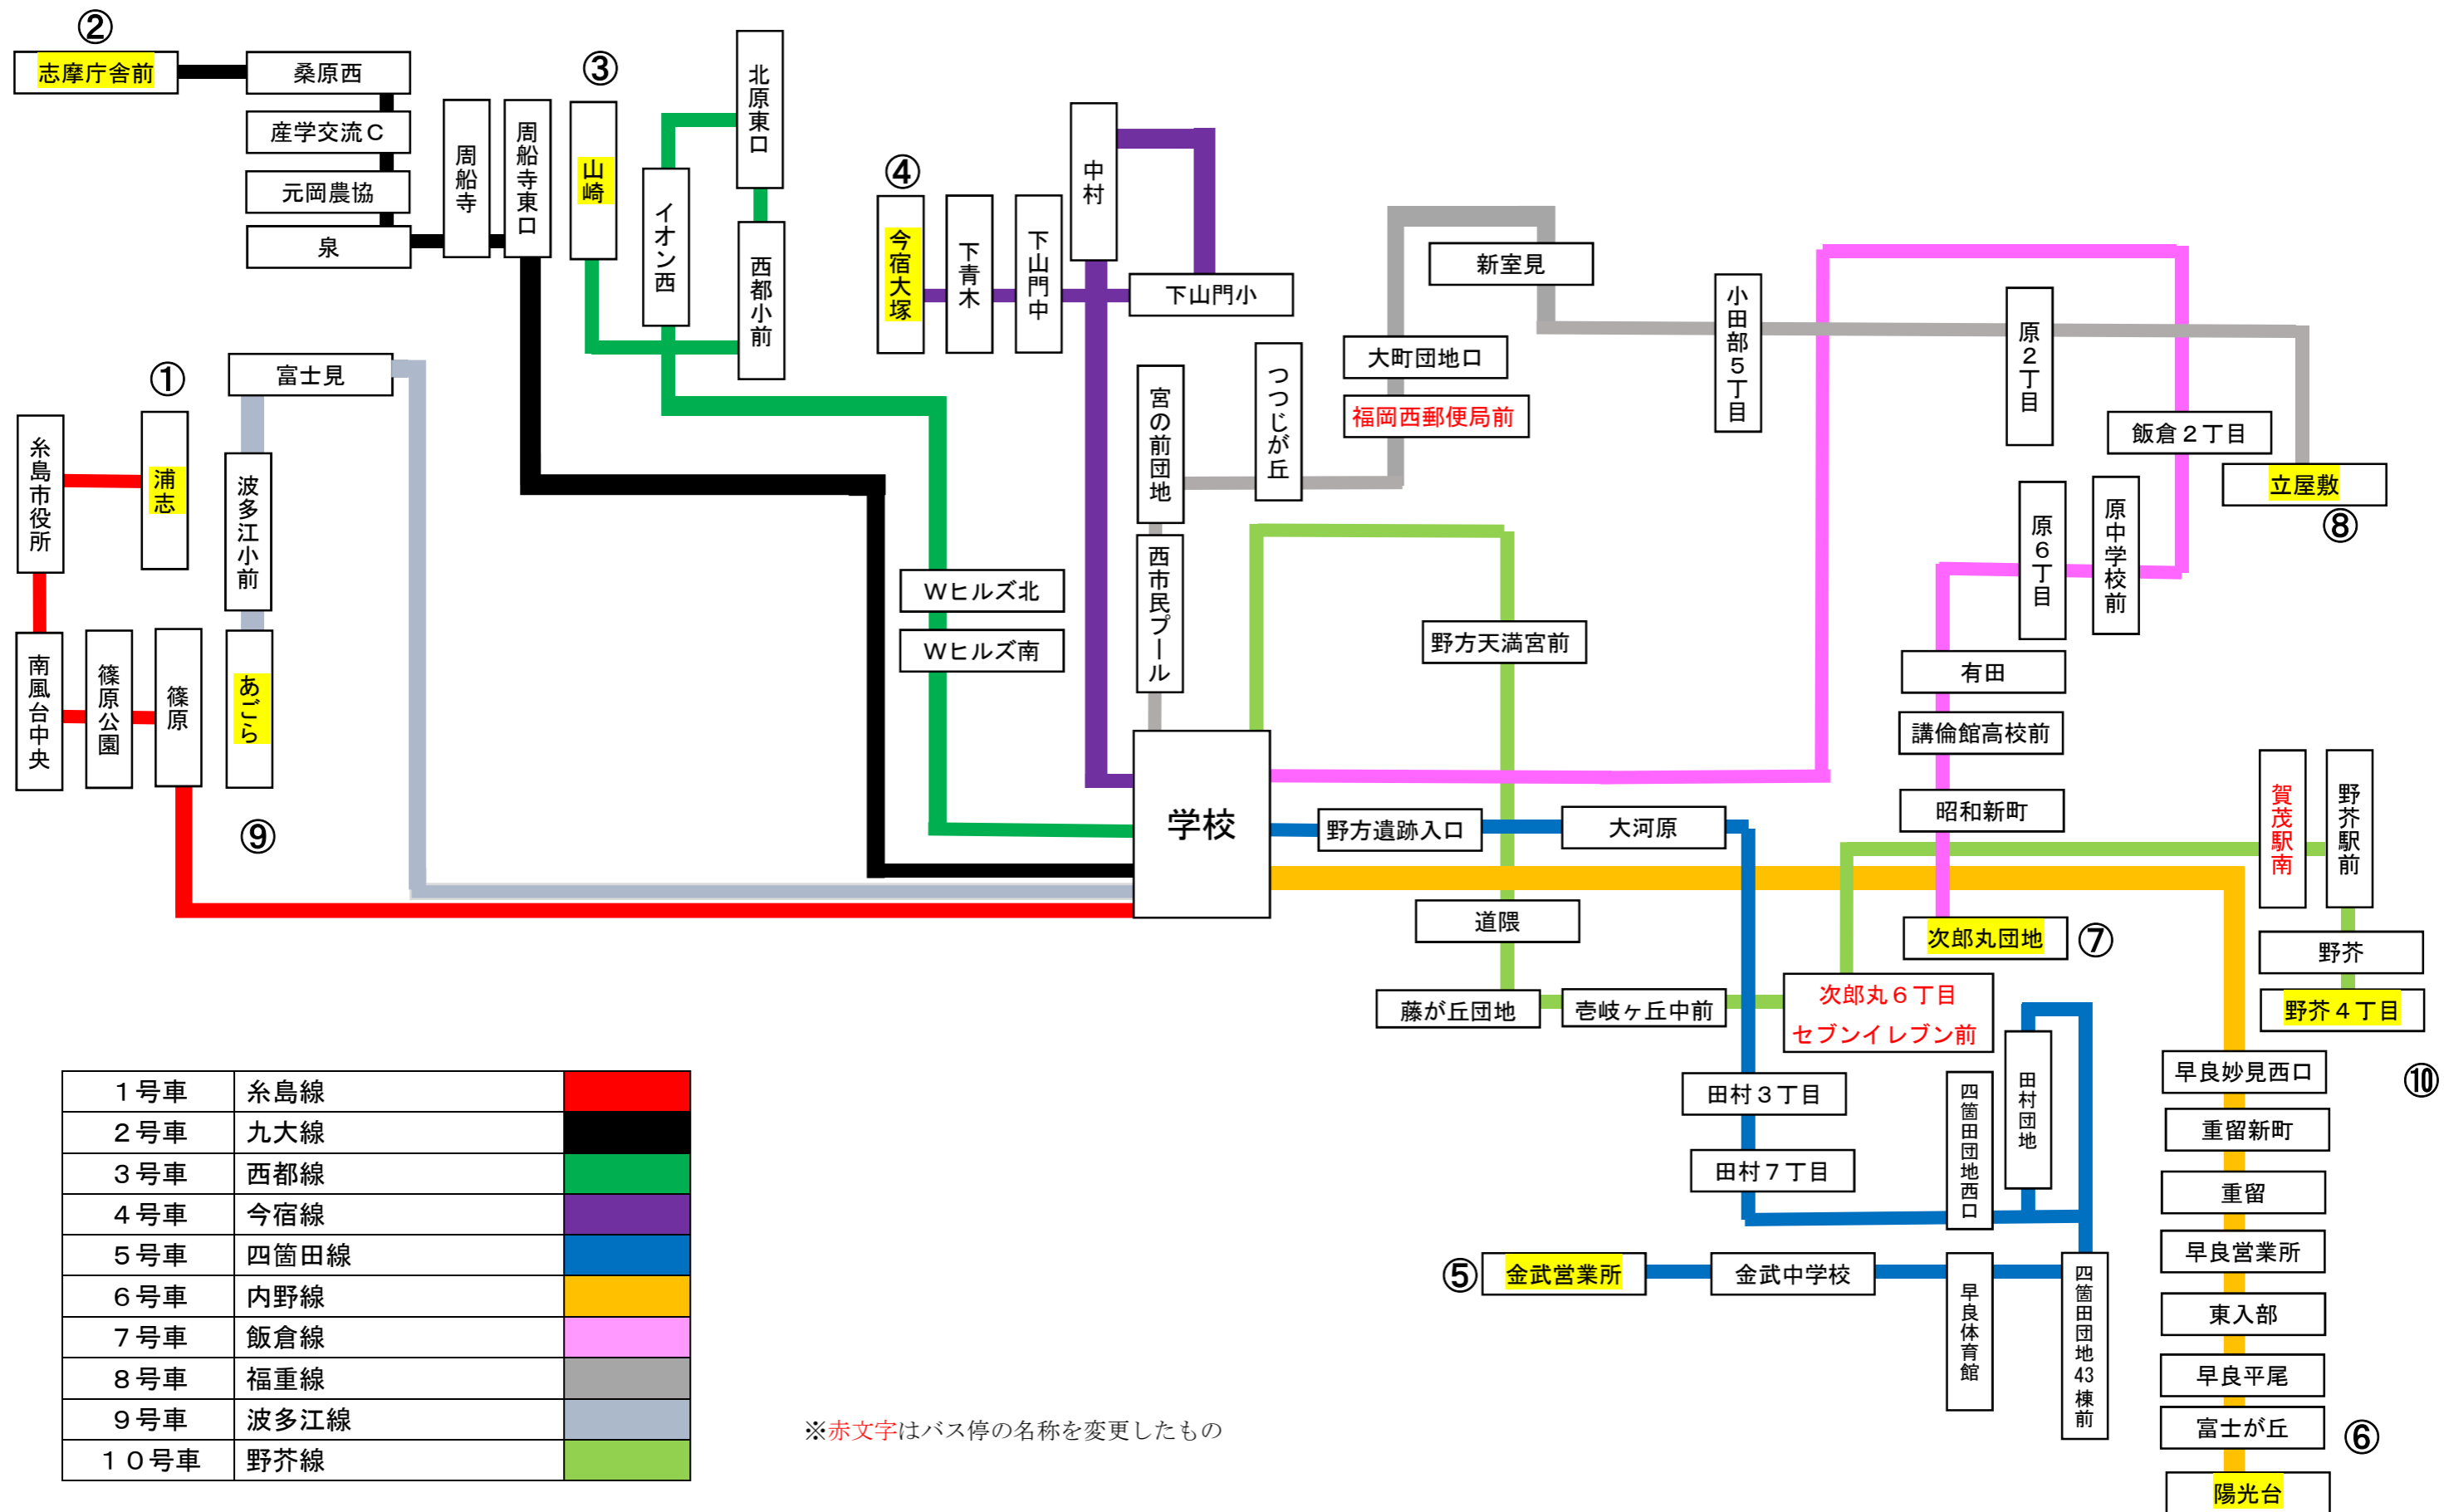 ②
志摩庁舎前
桑原西
産学交流C
元岡農協
泉
周船寺
周船寺東口
③
山崎
イオン西
北原東口
西都小前
④
今宿大塚
下青木
下山門中
中村
下山門小
新室見
大町団地口
福岡西郵便局前
つつじが丘
宮の前団地
西市民プール
小田部5丁目
原2丁目
飯倉2丁目
立屋敷
⑧
①
富士見
糸島市役所
浦志
波多江小前
南風台中央
篠原公園
篠原
あごら
⑨
Wヒルズ北
Wヒルズ南
学校
野方天満宮前
原6丁目
原中学校前
有田
講倫館高校前
昭和新町
次郎丸団地
⑦
野方遺跡入口
大河原
賀茂駅南
野芥駅前
野芥
野芥4丁目
⑩
道隈
藤が丘団地
壱岐ヶ丘中前
次郎丸6丁目
セブンイレブン前
田村3丁目
田村7丁目
四箇田団地西口
田村団地
⑤
金武営業所
金武中学校
早良体育館
四箇田団地43棟前
早良妙見西口
重留新町
重留
早良営業所
東入部
早良平尾
富士が丘
⑥
陽光台
1号車 糸島線
2号車 九大線
3号車 西都線
4号車 今宿線
5号車 四箇田線
6号車 内野線
7号車 飯倉線
8号車 福重線
9号車 波多江線
10号車 野芥線
※赤文字はバス停の名称を変更したもの